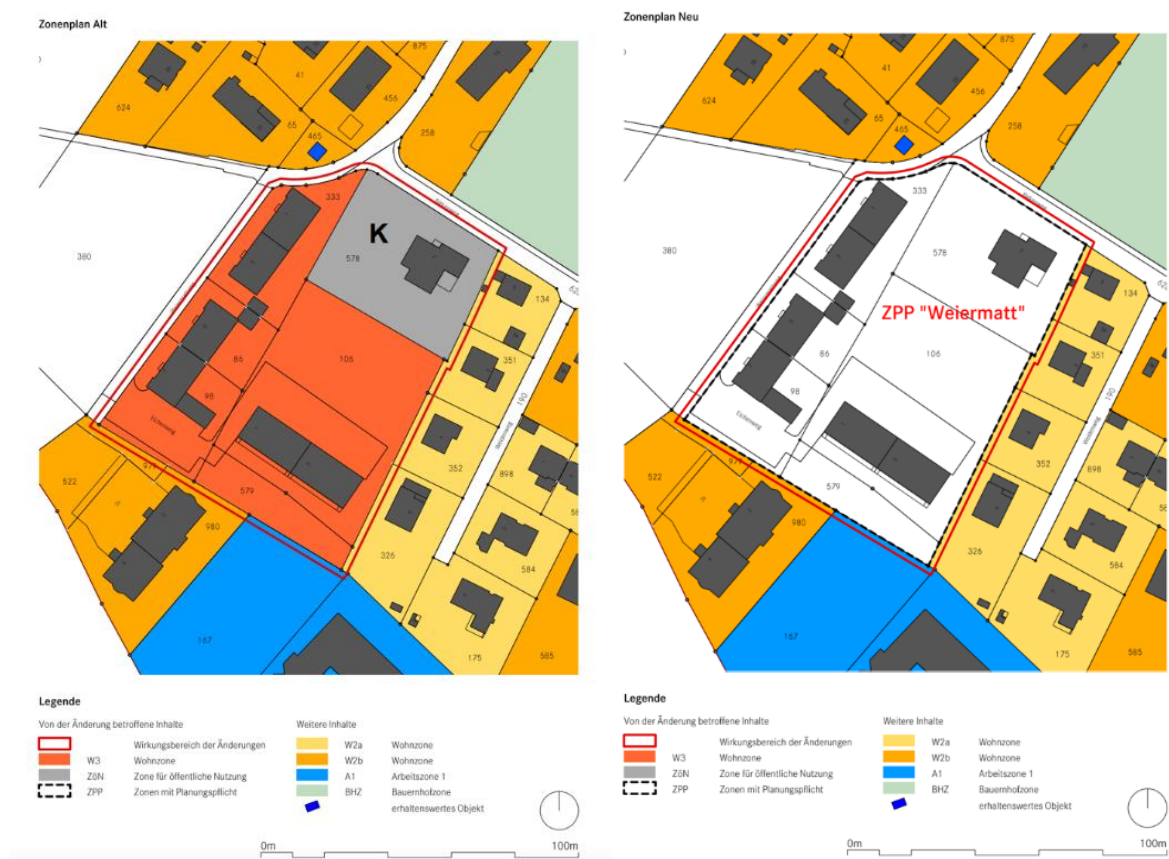 Zonenplan Alt
875
41
624
65
456
465
258
333
K
578
380
134
106
351
86
190
98
Eichenweg
352
898
579
522
979
980
326
584
167
175
585
Legende
Von der Änderung betroffene Inhalte
Weitere Inhalte
Wirkungsbereich der Änderungen
W2a Wohnzone
W3 Wohnzone
W2b Wohnzone
ZöN Zone für öffentliche Nutzung
A1 Arbeitszone 1
ZPP Zonen mit Planungspflicht
BHZ Bauernhofzone
erhaltenswertes Objekt
0m 100m
Zonenplan Neu
875
41
624
65
456
465
258
333
578
380
134
ZPP "Weiermatt"
106
351
86
190
98
Eichenweg
352
898
579
522
979
980
326
584
167
175
585
Legende
Von der Änderung betroffene Inhalte
Weitere Inhalte
Wirkungsbereich der Änderungen
W2a Wohnzone
W3 Wohnzone
W2b Wohnzone
ZöN Zone für öffentliche Nutzung
A1 Arbeitszone 1
ZPP Zonen mit Planungspflicht
BHZ Bauernhofzone
erhaltenswertes Objekt
0m 100m